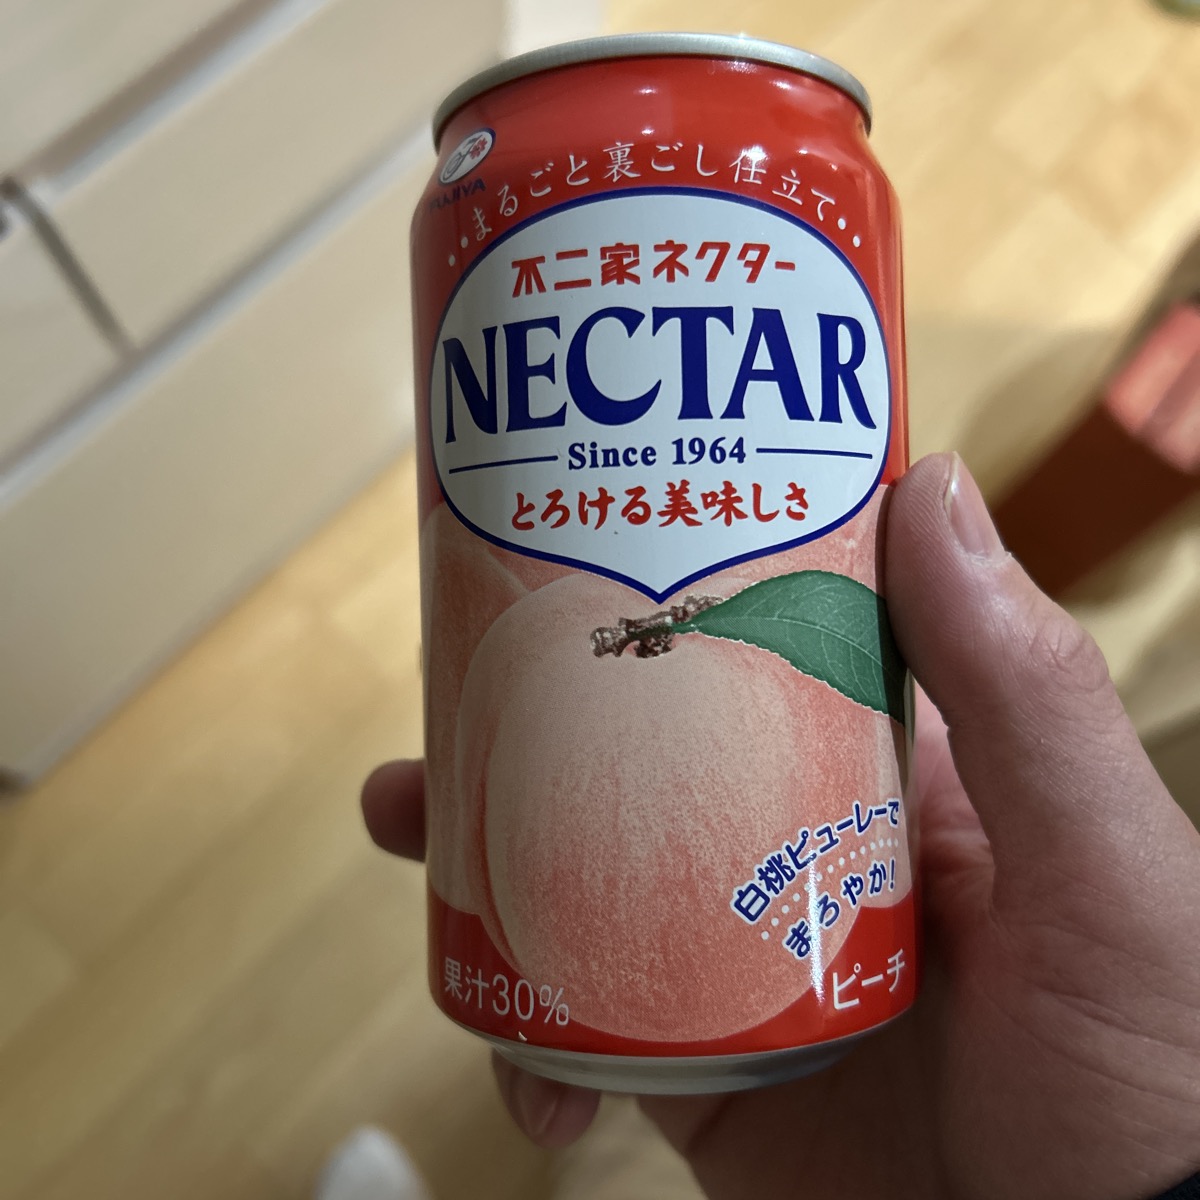 FUJIYA
まるごと裏ごし仕立て
不二家ネクター
NECTAR
Since 1964
とろける美味しさ
白桃ピューレーで
まろやか!
果汁30%
ピーチ